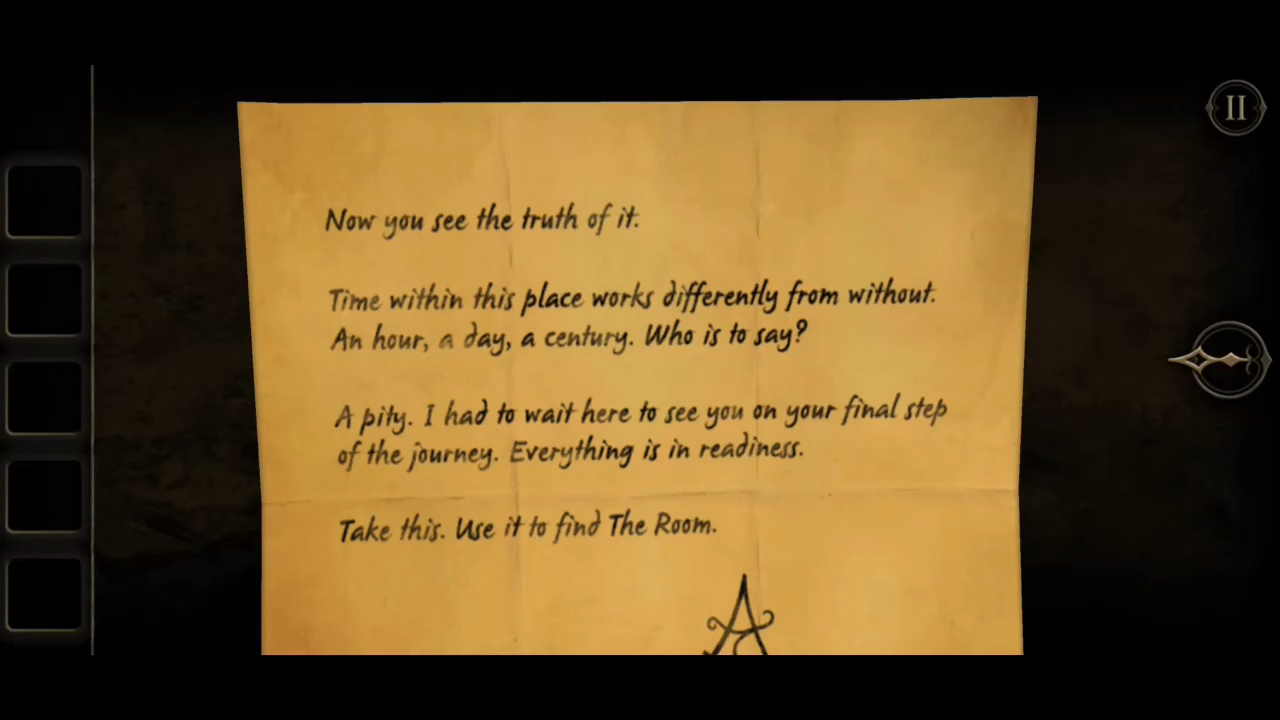 II
Now you see the truth of it.
Time within this place works differently from without.
An hour, a day, a century. Who is to say?
A pity. I had to wait here to see you on your final step
of the journey. Everything is in readiness.
Take this. Use it to find The Room.
A